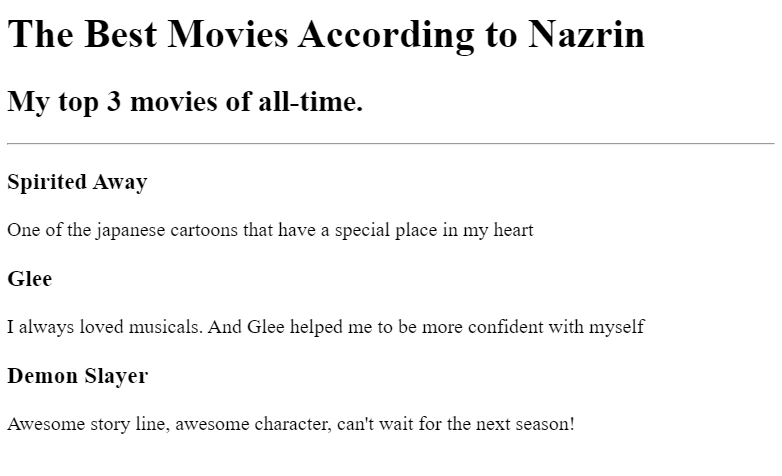 The Best Movies According to Nazrin
My top 3 movies of all-time.
Spirited Away
One of the japanese cartoons that have a special place in my heart
Glee
I always loved musicals. And Glee helped me to be more confident with myself
Demon Slayer
Awesome story line, awesome character, can't wait for the next season!